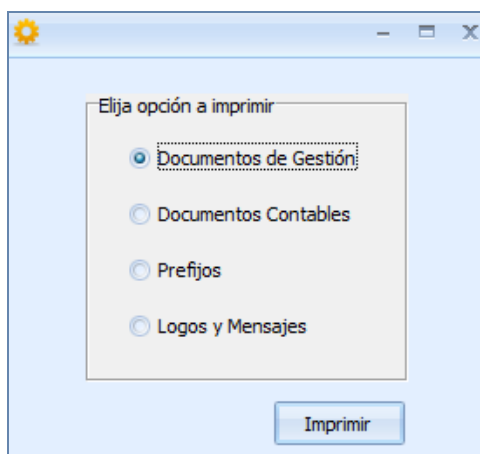 Elija opción a imprimir
Documentos de Gestión
Documentos Contables
Prefijos
Logos y Mensajes
Imprimir